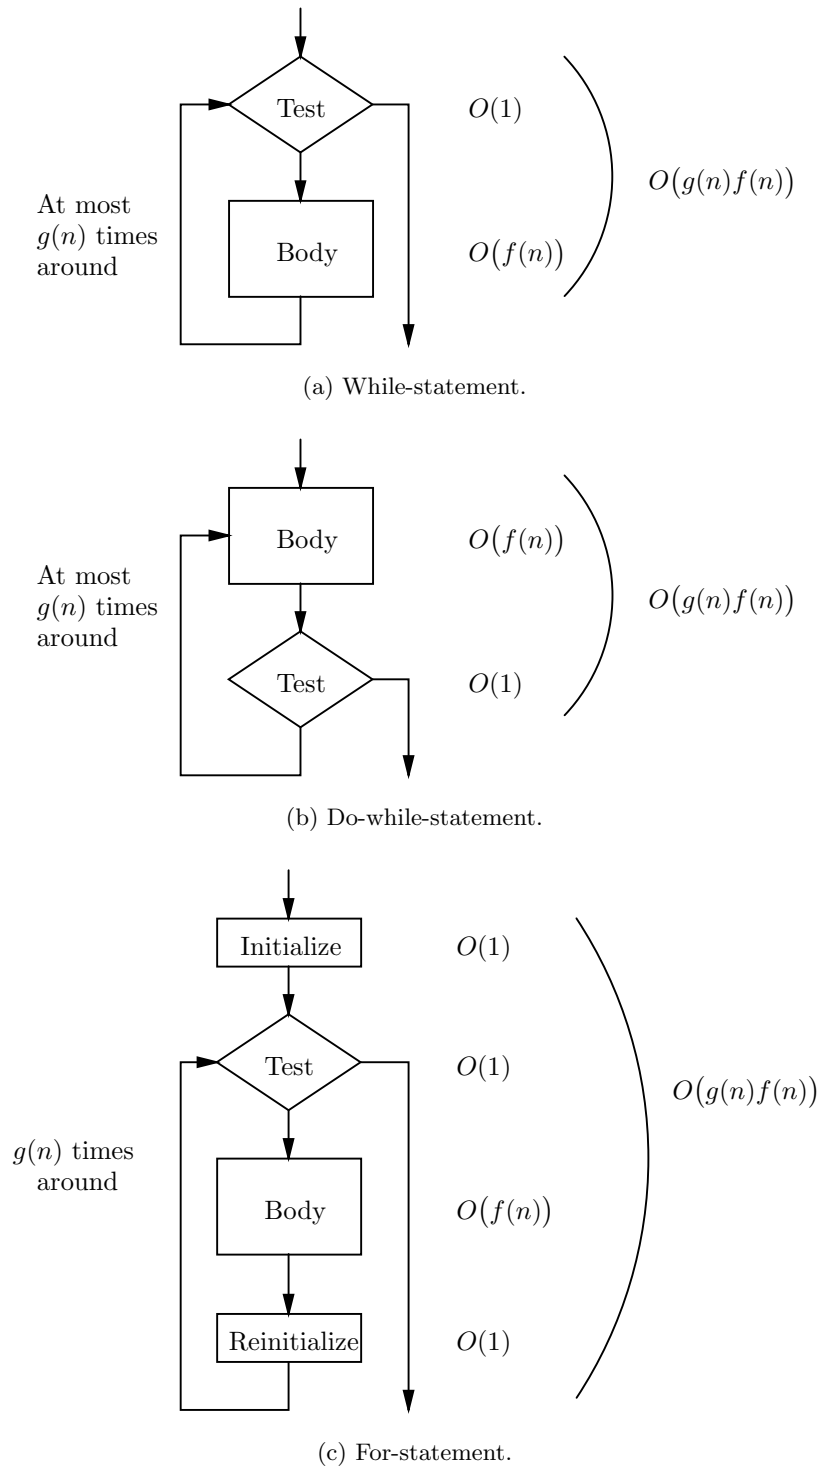 Test
O(1)
At most
g(n) times
around
Body
O(f(n))
O(g(n)f(n))
(a) While-statement.
Body
O(f(n))
At most
g(n) times
around
O(g(n)f(n))
Test
O(1)
(b) Do-while-statement.
Initialize
O(1)
Test
O(1)
O(g(n)f(n))
g(n) times
around
Body
O(f(n))
Reinitialize
O(1)
(c) For-statement.